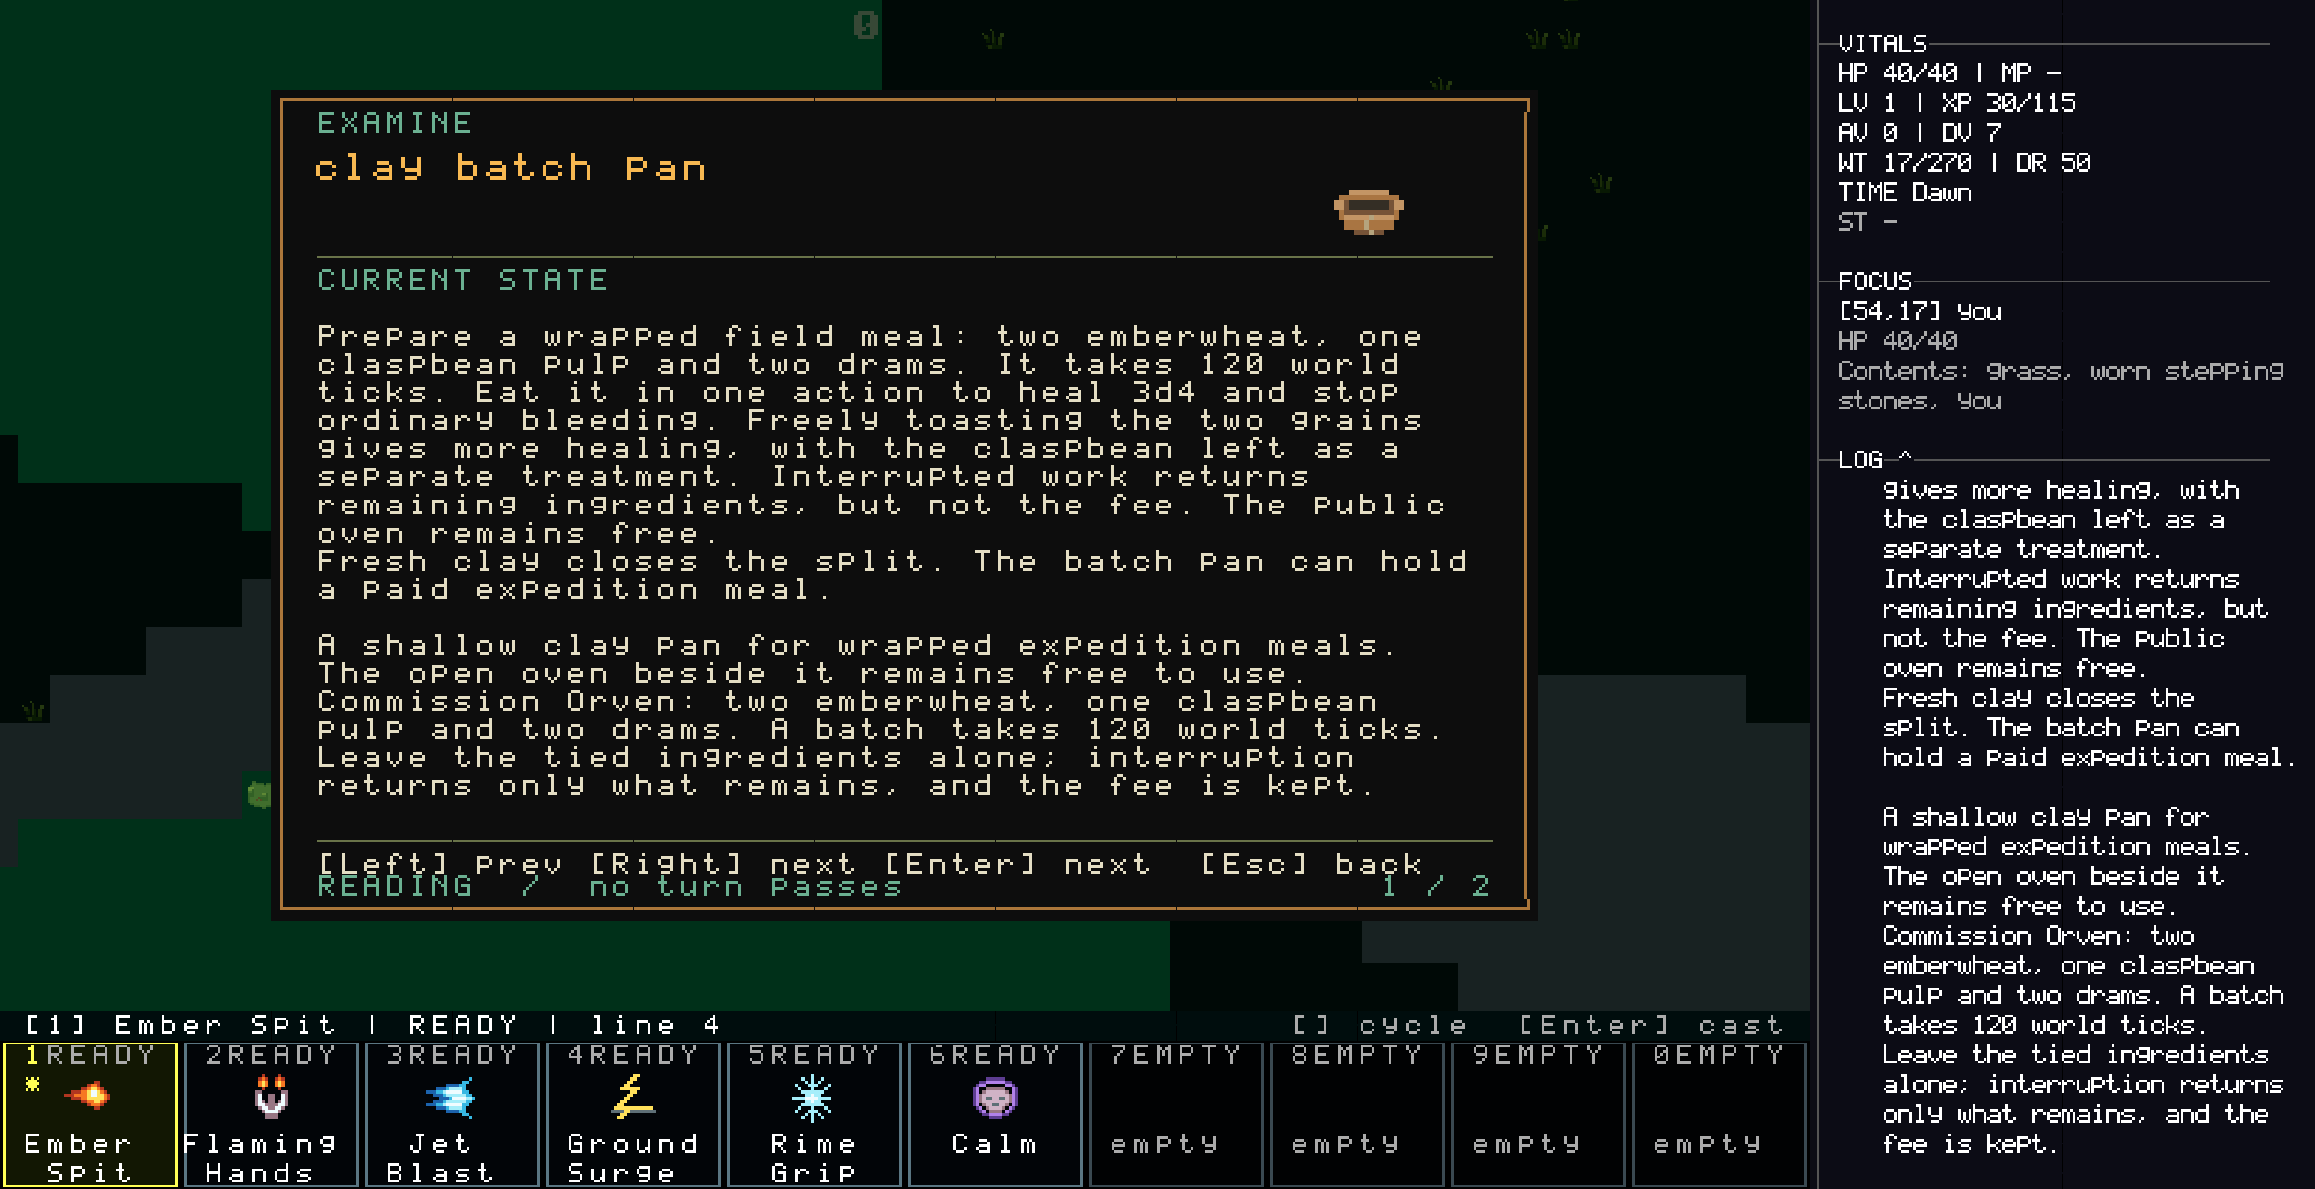 0
EXAMINE
clay batch pan
CURRENT STATE
Prepare a wrapped field meal: two emberwheat, one
claspbean pulp and two drams. It takes 120 world
ticks. Eat it in one action to heal 3d4 and stop
ordinary bleeding. Freely toasting the two grains
gives more healing, with the claspbean left as a
separate treatment. Interrupted work returns
remaining ingredients, but not the fee. The public
oven remains free.
Fresh clay closes the split. The batch pan can hold
a paid expedition meal.
A shallow clay pan for wrapped expedition meals.
The open oven beside it remains free to use.
Commission Orven: two emberwheat, one claspbean
pulp and two drams. A batch takes 120 world ticks.
Leave the tied ingredients alone; interruption
returns only what remains, and the fee is kept.
[Left] prev [Right] next [Enter] next [Esc] back
READING / no turn passes 1 / 2
VITALS
HP 40/40 | MP -
LV 1 | XP 30/115
AV 0 | DV 7
WT 17/270 | DR 50
TIME Dawn
ST -
FOCUS
[54,17] you
HP 40/40
Contents: grass, worn stepping
stones, you
LOG ^
gives more healing, with
the claspbean left as a
separate treatment.
Interrupted work returns
remaining ingredients, but
not the fee. The public
oven remains free.
Fresh clay closes the
split. The batch pan can
hold a paid expedition meal.
A shallow clay pan for
wrapped expedition meals.
The open oven beside it
remains free to use.
Commission Orven: two
emberwheat, one claspbean
pulp and two drams. A batch
takes 120 world ticks.
Leave the tied ingredients
alone; interruption returns
only what remains, and the
fee is kept.
[1] Ember Spit | READY | line 4 [] cycle [Enter] cast
1READY 2READY 3READY 4READY 5READY 6READY 7EMPTY 8EMPTY 9EMPTY 0EMPTY
Ember Flaming Jet Ground Rime Calm empty empty empty empty
Spit Hands Blast Surge Grip